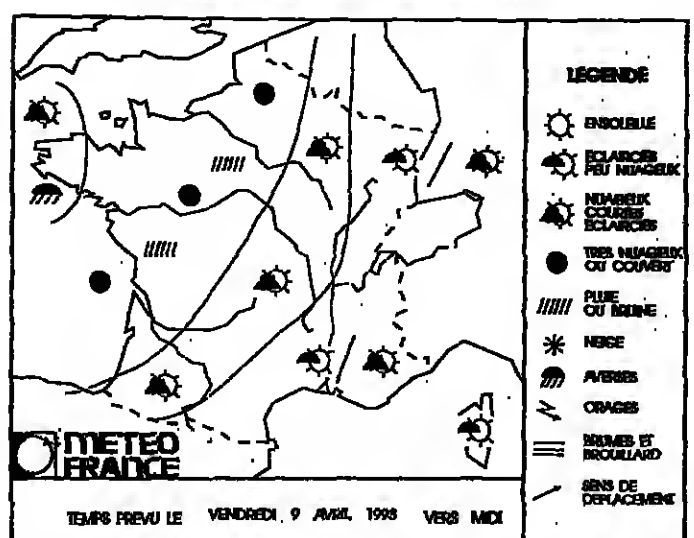 LEGENDE
ENSOLEILLE
ECLAIRCIES
PEU NUAGEUX
NUAGEUX
COURTES
ECLAIRCIES
TRES NUAGEUX
OU COUVERT
PLUIE
OU BRUINE
NEIGE
AVERSES
ORAGES
BRUMES ET
BROUILLARD
SENS DE
DEPLACEMENT
METEO
FRANCE
TEMPS PREVU LE VENDREDI 9 AVRIL 1993 VERS MIDI